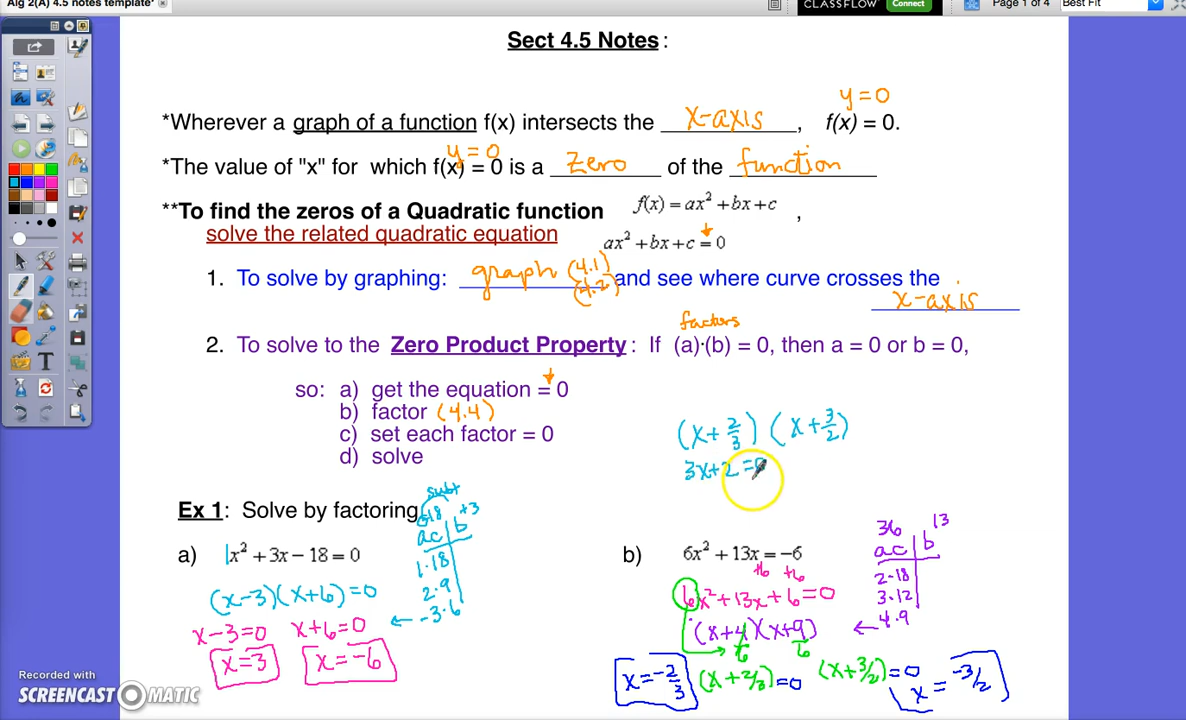 Alg 2(A) 4.5 notes template*
CLASSFLOW Connect
Page 1 of 4 Best Fit
Sect 4.5 Notes:
y = 0
*Wherever a graph of a function f(x) intersects the x-axis, f(x) = 0.
y = 0
*The value of "x" for which f(x) = 0 is a zero of the function
**To find the zeros of a Quadratic function f(x) = ax² + bx + c ,
solve the related quadratic equation ax² + bx + c = 0
1. To solve by graphing: graph (4.1) (4.2) and see where curve crosses the
x-axis
factors
2. To solve to the Zero Product Property: If (a)·(b) = 0, then a = 0 or b = 0,
so: a) get the equation = 0
b) factor (4.4)
c) set each factor = 0
d) solve
(x + 2/3) (x + 3/2)
3x + 2 =
Ex 1: Solve by factoring
subt
-18 +3
ac | b
1·18
2·9
← -3·6
a) 1x² + 3x − 18 = 0
(x-3)(x+6)=0
x-3=0 x+6=0
x=3 x=-6
b) 6x² + 13x = −6
+6 +6
6x² + 13x + 6 = 0
(x+4)(x+9)
6 6
(x + 2/3)=0 (x + 3/2)=0
x = -2/3 x = -3/2
36 13
ac | b
2·18
3·12
← 4·9
Recorded with
SCREENCAST O MATIC